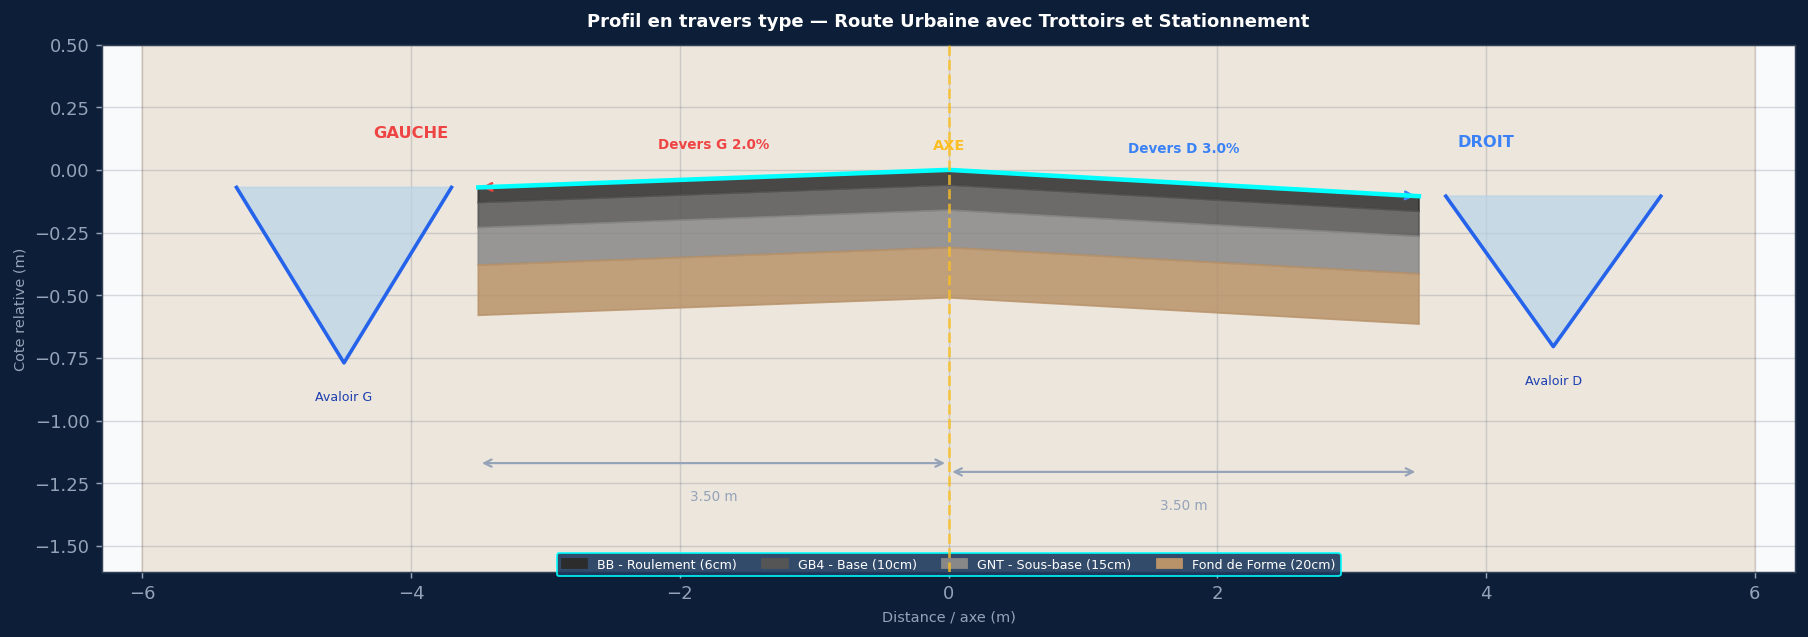 Profil en travers type — Route Urbaine avec Trottoirs et Stationnement
0.50
0.25
0.00
−0.25
−0.50
−0.75
−1.00
−1.25
−1.50
Cote relative (m)
GAUCHE
Devers G 2.0%
AXE
Devers D 3.0%
DROIT
Avaloir G
Avaloir D
3.50 m
3.50 m
BB - Roulement (6cm) GB4 - Base (10cm) GNT - Sous-base (15cm) Fond de Forme (20cm)
−6 −4 −2 0 2 4 6
Distance / axe (m)